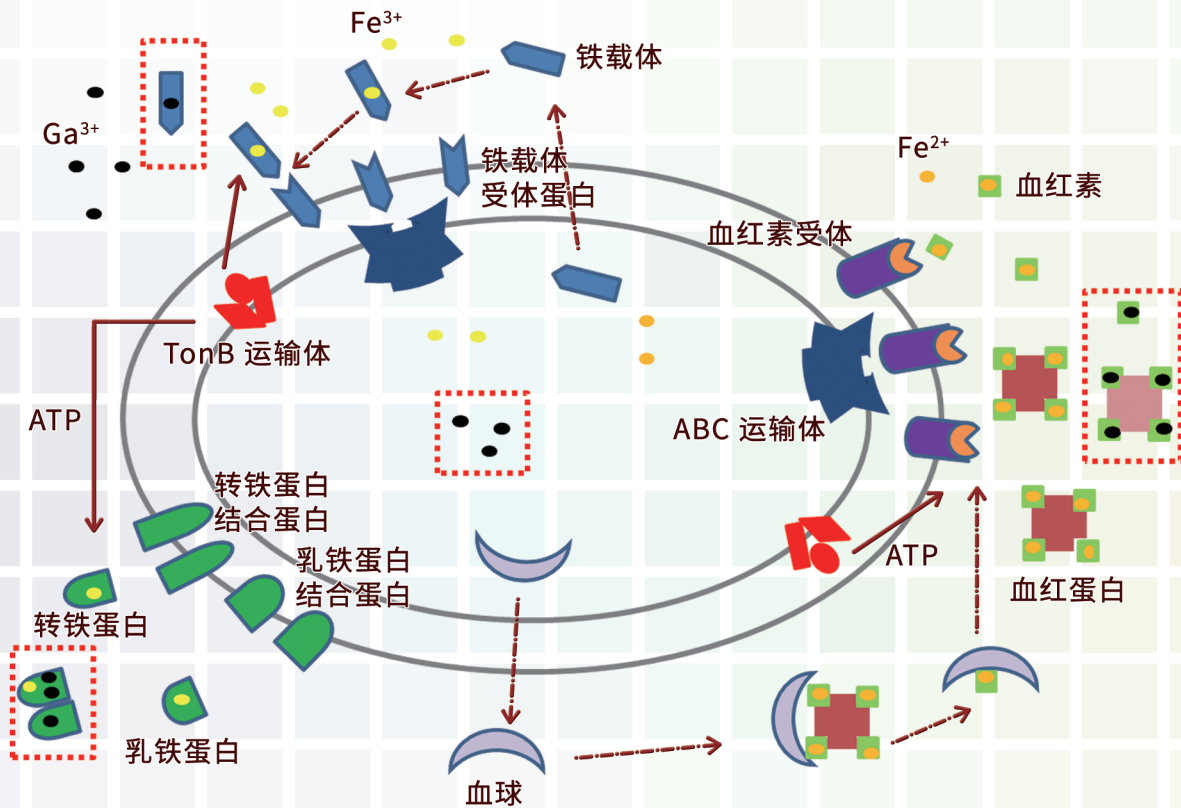 Fe³⁺
铁载体
Ga³⁺
铁载体
受体蛋白
Fe²⁺
血红素
血红素受体
TonB 运输体
ATP
ABC 运输体
转铁蛋白
结合蛋白
乳铁蛋白
结合蛋白
ATP
血红蛋白
转铁蛋白
乳铁蛋白
血球